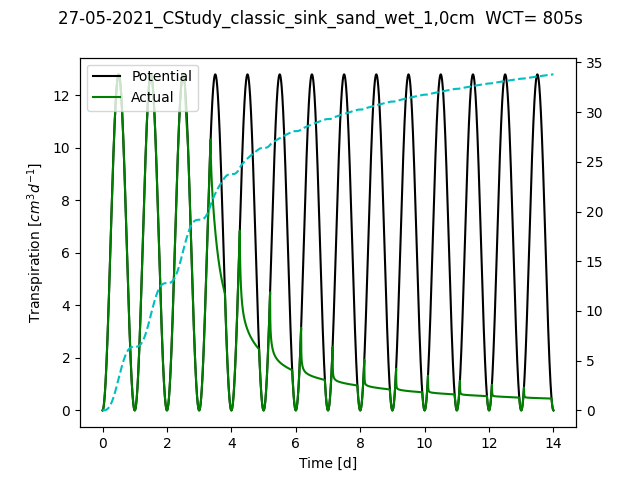 27-05-2021_CStudy_classic_sink_sand_wet_1,0cm  WCT= 805s
Potential
Actual
Transpiration [cm³d⁻¹]
12
10
8
6
4
2
0
35
30
25
20
15
10
5
0
0 2 4 6 8 10 12 14
Time [d]